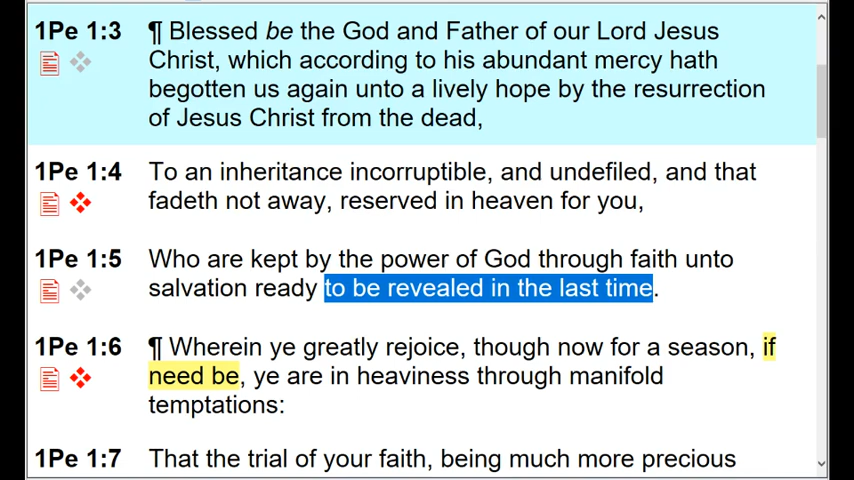 1Pe 1:3 ¶ Blessed be the God and Father of our Lord Jesus
Christ, which according to his abundant mercy hath
begotten us again unto a lively hope by the resurrection
of Jesus Christ from the dead,
1Pe 1:4 To an inheritance incorruptible, and undefiled, and that
fadeth not away, reserved in heaven for you,
1Pe 1:5 Who are kept by the power of God through faith unto
salvation ready to be revealed in the last time.
1Pe 1:6 ¶ Wherein ye greatly rejoice, though now for a season, if
need be, ye are in heaviness through manifold
temptations:
1Pe 1:7 That the trial of your faith, being much more precious